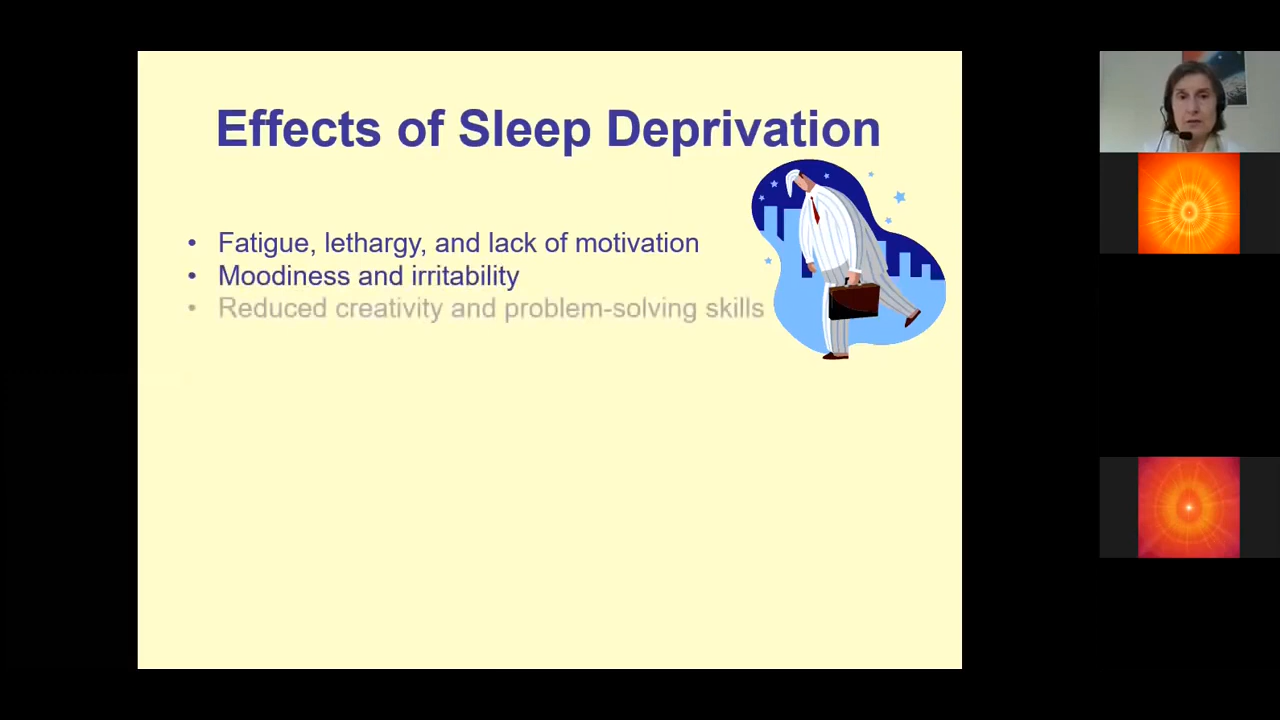 Effects of Sleep Deprivation
• Fatigue, lethargy, and lack of motivation
• Moodiness and irritability
• Reduced creativity and problem-solving skills